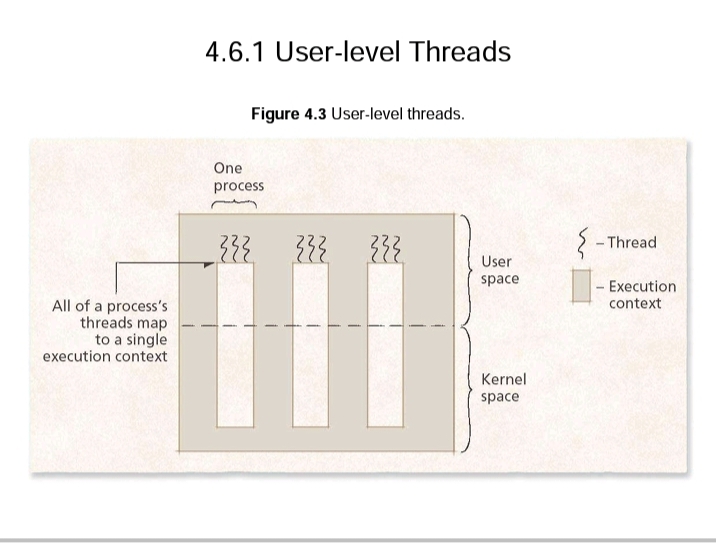 4.6.1 User-level Threads
Figure 4.3 User-level threads.
One
process
All of a process's
threads map
to a single
execution context
User
space
Kernel
space
– Thread
– Execution
context